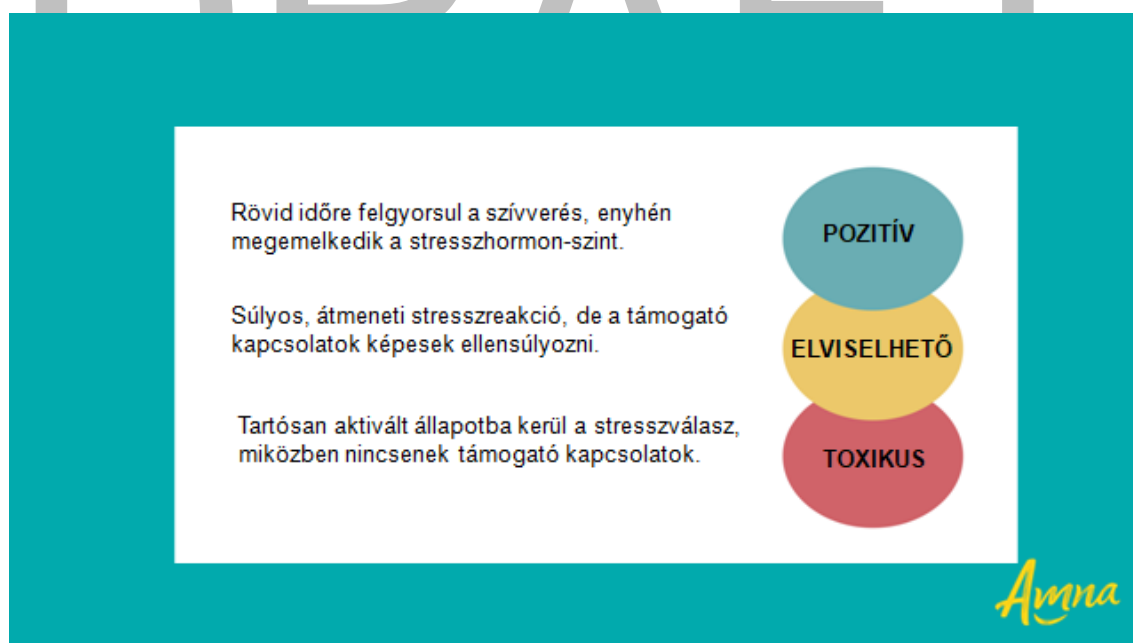 Rövid időre felgyorsul a szívverés, enyhén
megemelkedik a stresszhormon-szint.
POZITÍV
Súlyos, átmeneti stresszreakció, de a támogató
kapcsolatok képesek ellensúlyozni.
ELVISELHETŐ
Tartósan aktivált állapotba kerül a stresszválasz,
miközben nincsenek támogató kapcsolatok.
TOXIKUS
Amna